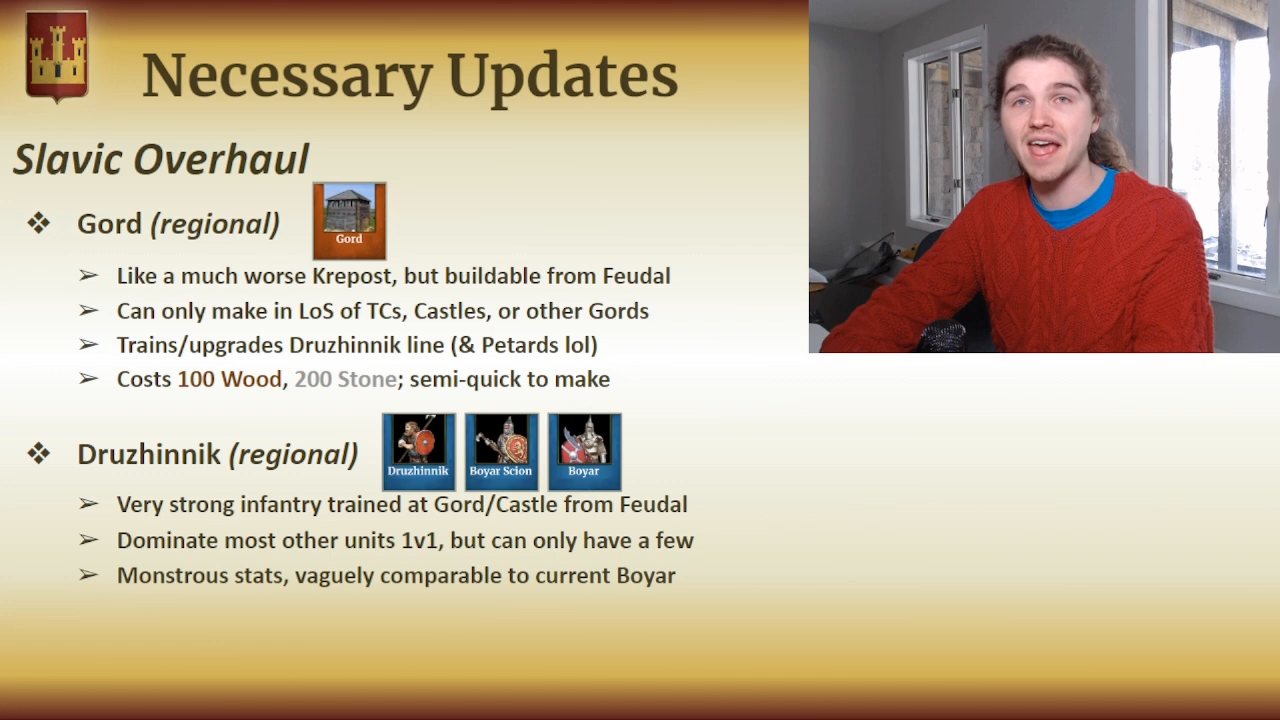 Necessary Updates
Slavic Overhaul
Gord (regional)
Gord
Like a much worse Krepost, but buildable from Feudal
Can only make in LoS of TCs, Castles, or other Gords
Trains/upgrades Druzhinnik line (& Petards lol)
Costs 100 Wood, 200 Stone; semi-quick to make
Druzhinnik (regional)
Druzhinnik
Boyar Scion
Boyar
Very strong infantry trained at Gord/Castle from Feudal
Dominate most other units 1v1, but can only have a few
Monstrous stats, vaguely comparable to current Boyar